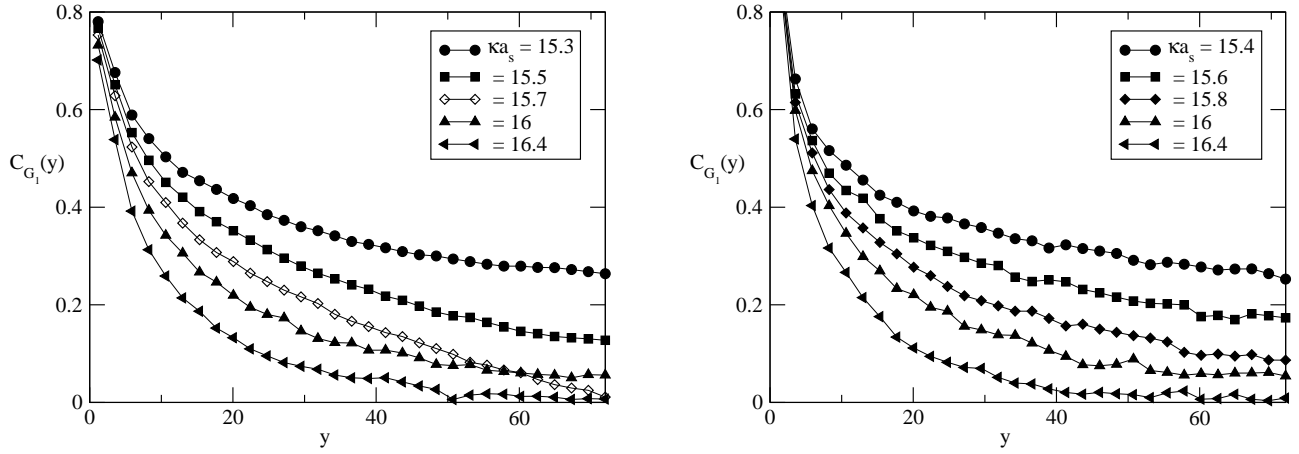 0.8
0.6
0.4
0.2
0
C_{G_1}(y)
0 20 40 60
y
κa_s = 15.3
= 15.5
= 15.7
= 16
= 16.4
0.8
0.6
0.4
0.2
0
C_{G_1}(y)
0 20 40 60
y
κa_s = 15.4
= 15.6
= 15.8
= 16
= 16.4